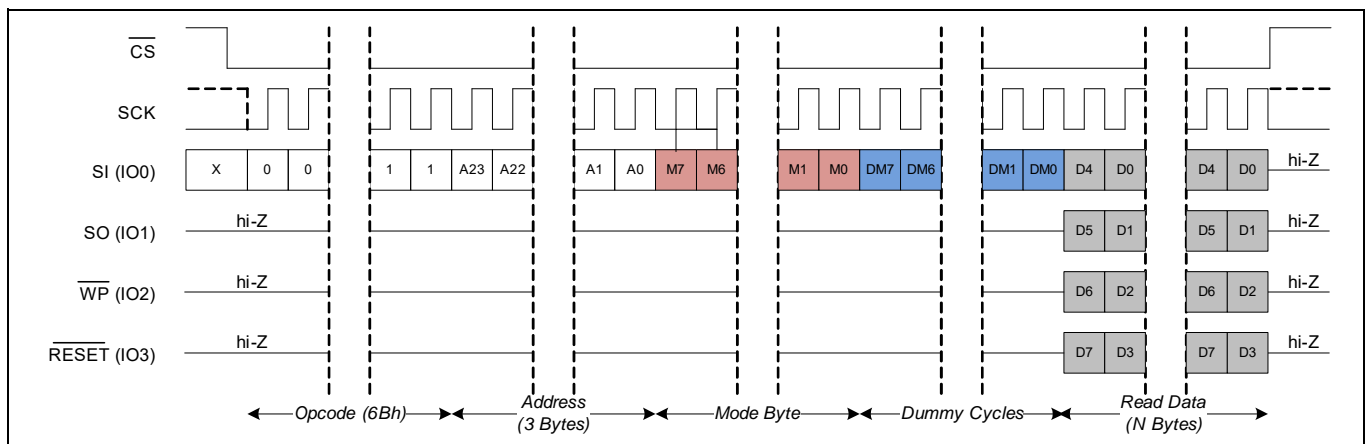 CS
SCK
SI (IO0) X 0 0 1 1 A23 A22 A1 A0 M7 M6 M1 M0 DM7 DM6 DM1 DM0 D4 D0 D4 D0 hi-Z
SO (IO1) hi-Z D5 D1 D5 D1 hi-Z
WP (IO2) hi-Z D6 D2 D6 D2 hi-Z
RESET (IO3) hi-Z D7 D3 D7 D3 hi-Z
Opcode (6Bh) Address Mode Byte Dummy Cycles Read Data
(3 Bytes) (N Bytes)